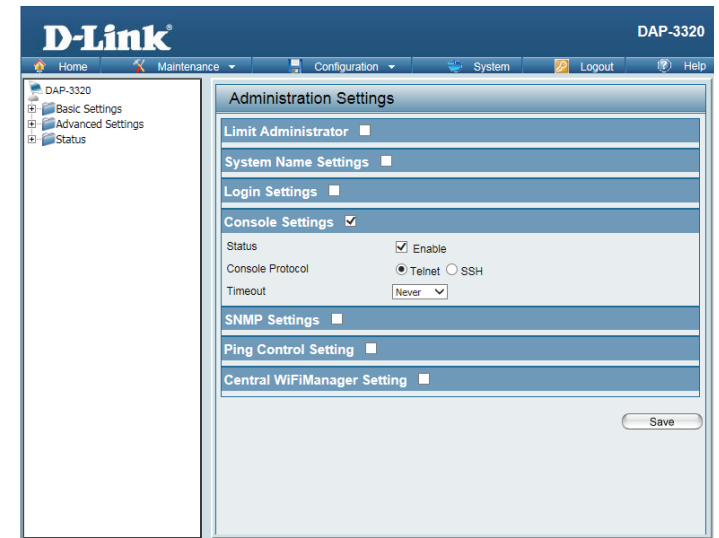 D-Link®
DAP-3320
Home Maintenance Configuration System Logout Help
DAP-3320
Basic Settings
Advanced Settings
Status
Administration Settings
Limit Administrator
System Name Settings
Login Settings
Console Settings
Status Enable
Console Protocol Telnet SSH
Timeout Never
SNMP Settings
Ping Control Setting
Central WiFiManager Setting
Save